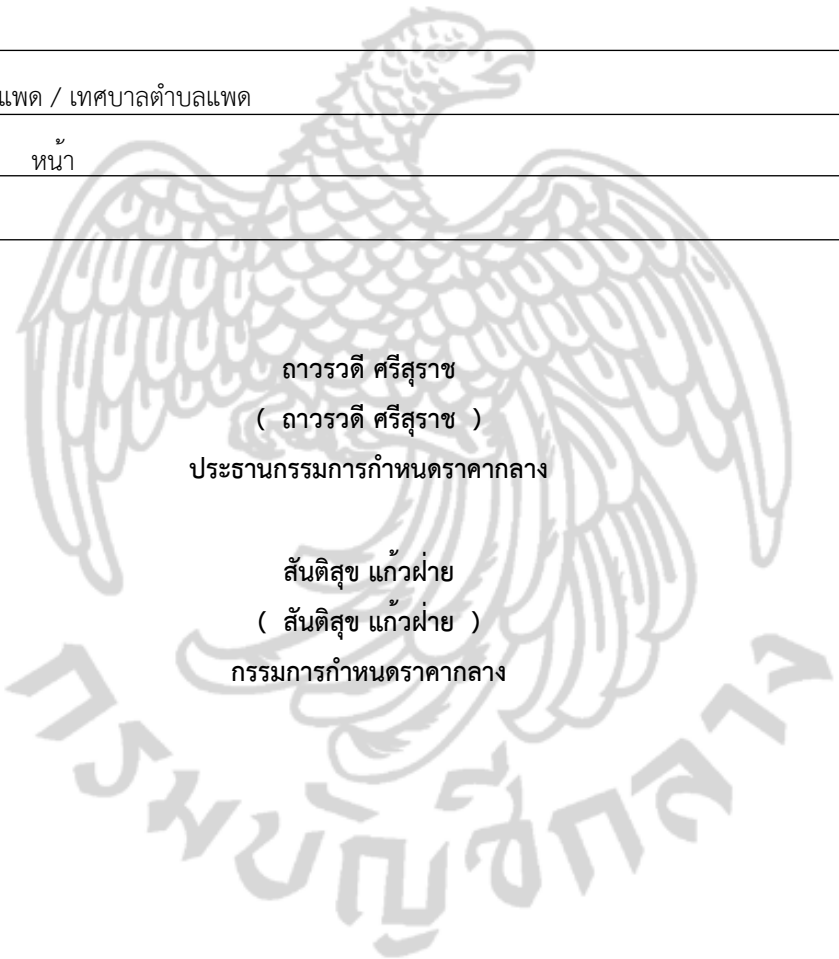 แพด / เทศบาลตำบลแพด
หน้า
ถาวรวดี ศรีสุราช
( ถาวรวดี ศรีสุราช )
ประธานกรรมการกำหนดราคากลาง
สันติสุข แก้วฝ่าย
( สันติสุข แก้วฝ่าย )
กรรมการกำหนดราคากลาง
กรมบัญชีกลาง